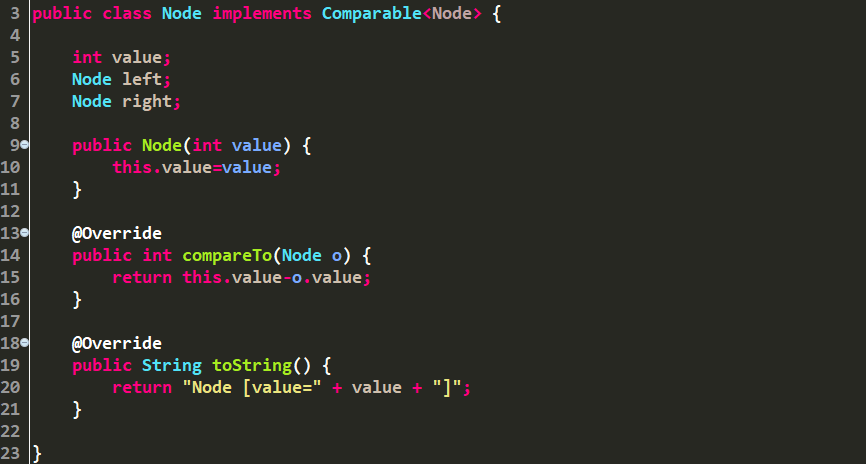 3 public class Node implements Comparable<Node> {
4
5     int value;
6     Node left;
7     Node right;
8
9     public Node(int value) {
10         this.value=value;
11     }
12
13     @Override
14     public int compareTo(Node o) {
15         return this.value-o.value;
16     }
17
18     @Override
19     public String toString() {
20         return "Node [value=" + value + "]";
21     }
22
23 }